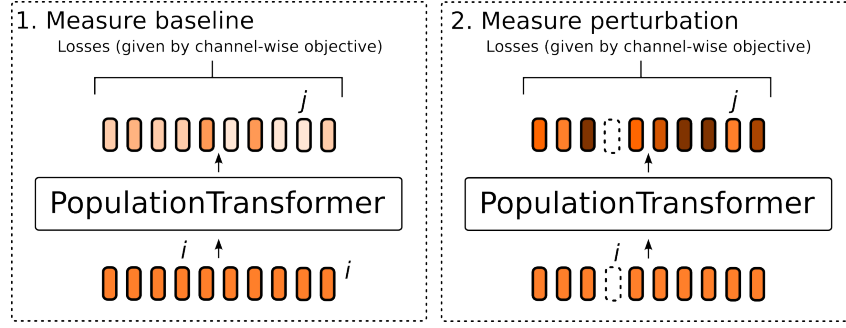 1. Measure baseline
Losses (given by channel-wise objective)
j
PopulationTransformer
i
i
2. Measure perturbation
Losses (given by channel-wise objective)
j
PopulationTransformer
i